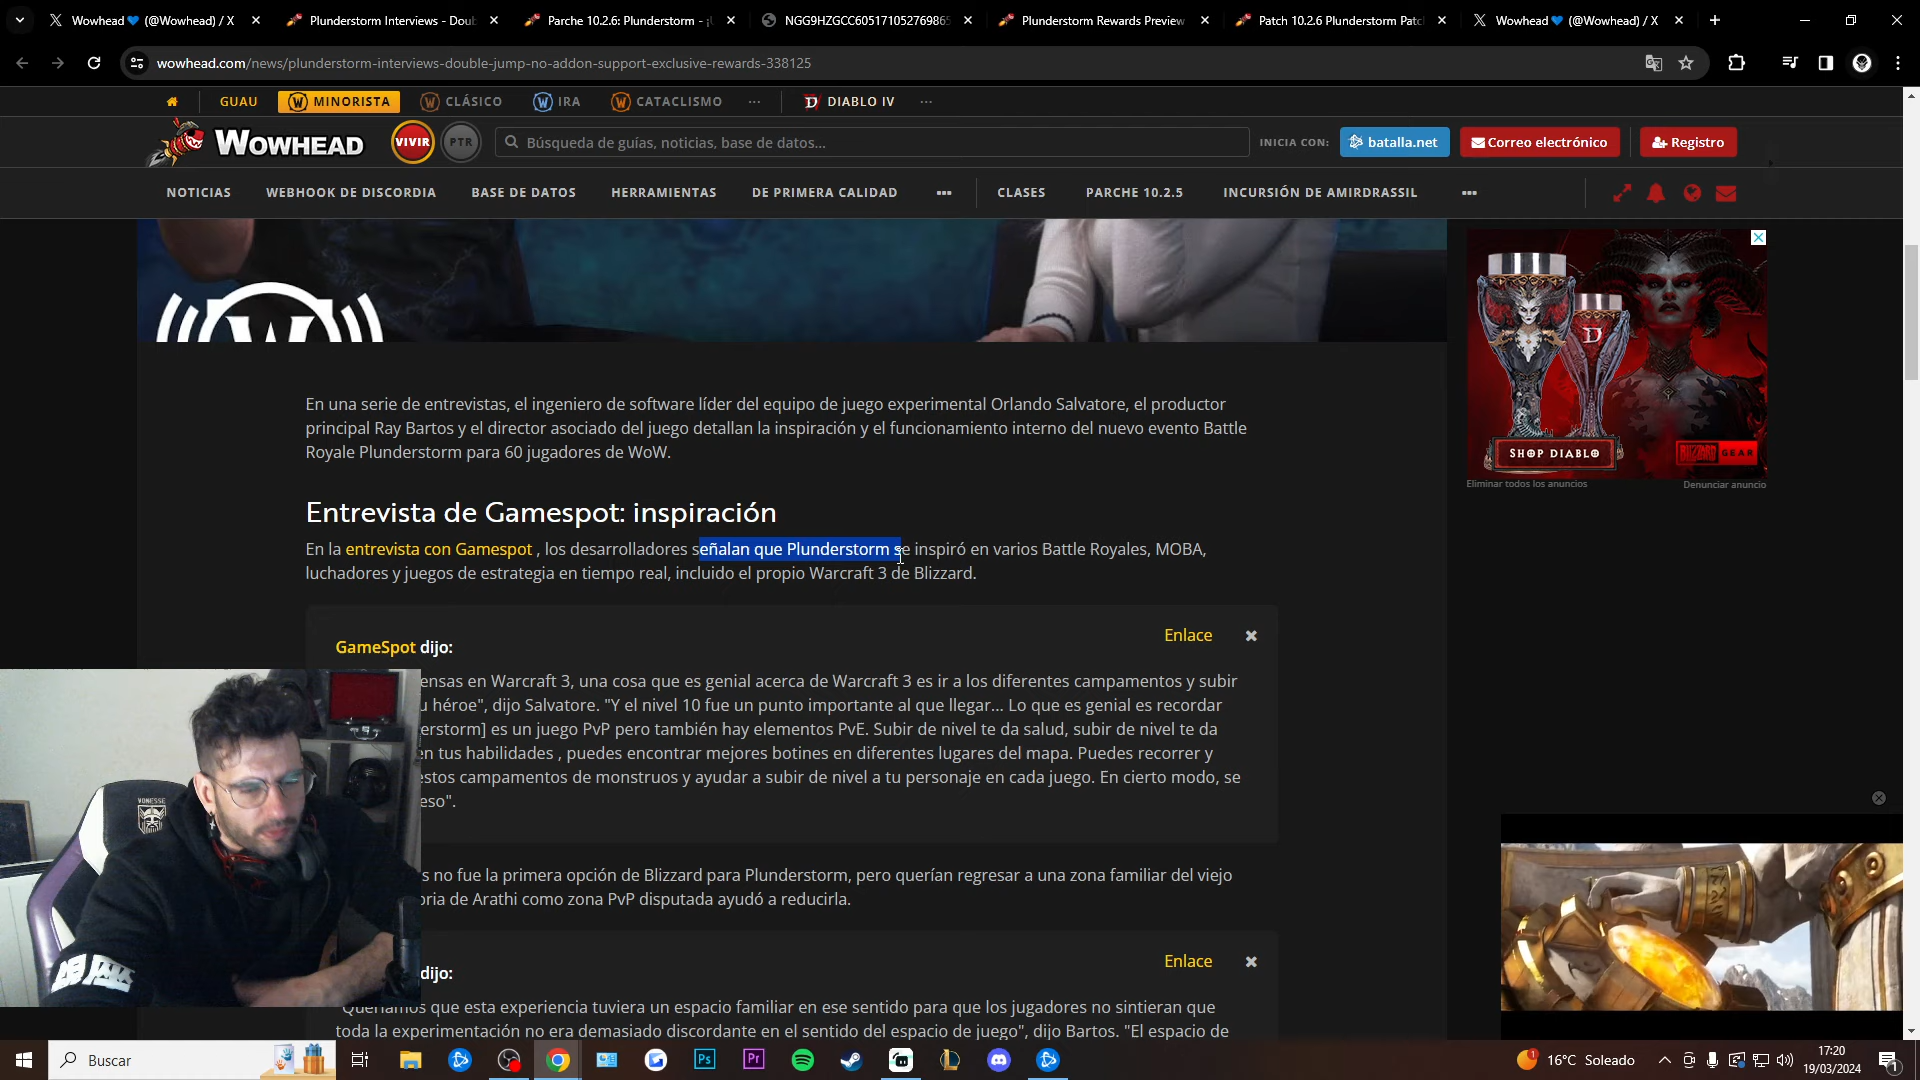 Wowhead💙 (@Wowhead) / X
Plunderstorm Interviews - Doub
Parche 10.2.6: Plunderstorm - ¡
NGG9HZGCC60517105276986
Plunderstorm Rewards Preview
Patch 10.2.6 Plunderstorm Patc
Wowhead💙 (@Wowhead) / X
wowhead.com/news/plunderstorm-interviews-double-jump-no-addon-support-exclusive-rewards-338125
GUAU
MINORISTA
CLÁSICO
IRA
CATACLISMO
DIABLO IV
WOWHEAD
VIVIR
PTR
Búsqueda de guías, noticias, base de datos...
INICIA CON:
batalla.net
Correo electrónico
Registro
NOTICIAS
WEBHOOK DE DISCORDIA
BASE DE DATOS
HERRAMIENTAS
DE PRIMERA CALIDAD
CLASES
PARCHE 10.2.5
INCURSIÓN DE AMIRDRASSIL
En una serie de entrevistas, el ingeniero de software líder del equipo de juego experimental Orlando Salvatore, el productor
principal Ray Bartos y el director asociado del juego detallan la inspiración y el funcionamiento interno del nuevo evento Battle
Royale Plunderstorm para 60 jugadores de WoW.
Entrevista de Gamespot: inspiración
En la entrevista con Gamespot , los desarrolladores señalan que Plunderstorm se inspiró en varios Battle Royales, MOBA,
luchadores y juegos de estrategia en tiempo real, incluido el propio Warcraft 3 de Blizzard.
Enlace
GameSpot dijo:
ensas en Warcraft 3, una cosa que es genial acerca de Warcraft 3 es ir a los diferentes campamentos y subir
u héroe", dijo Salvatore. "Y el nivel 10 fue un punto importante al que llegar... Lo que es genial es recordar
erstorm] es un juego PvP pero también hay elementos PvE. Subir de nivel te da salud, subir de nivel te da
en tus habilidades , puedes encontrar mejores botines en diferentes lugares del mapa. Puedes recorrer y
estos campamentos de monstruos y ayudar a subir de nivel a tu personaje en cada juego. En cierto modo, se
eso".
s no fue la primera opción de Blizzard para Plunderstorm, pero querían regresar a una zona familiar del viejo
oria de Arathi como zona PvP disputada ayudó a reducirla.
Enlace
dijo:
"Queríamos que esta experiencia tuviera un espacio familiar en ese sentido para que los jugadores no sintieran que
toda la experimentación no era demasiado discordante en el sentido del espacio de juego", dijo Bartos. "El espacio de
SHOP DIABLO
BLIZZARD GEAR
Eliminar todos los anuncios
Denunciar anuncio
VONESSE
Buscar
16°C Soleado
17:20
19/03/2024